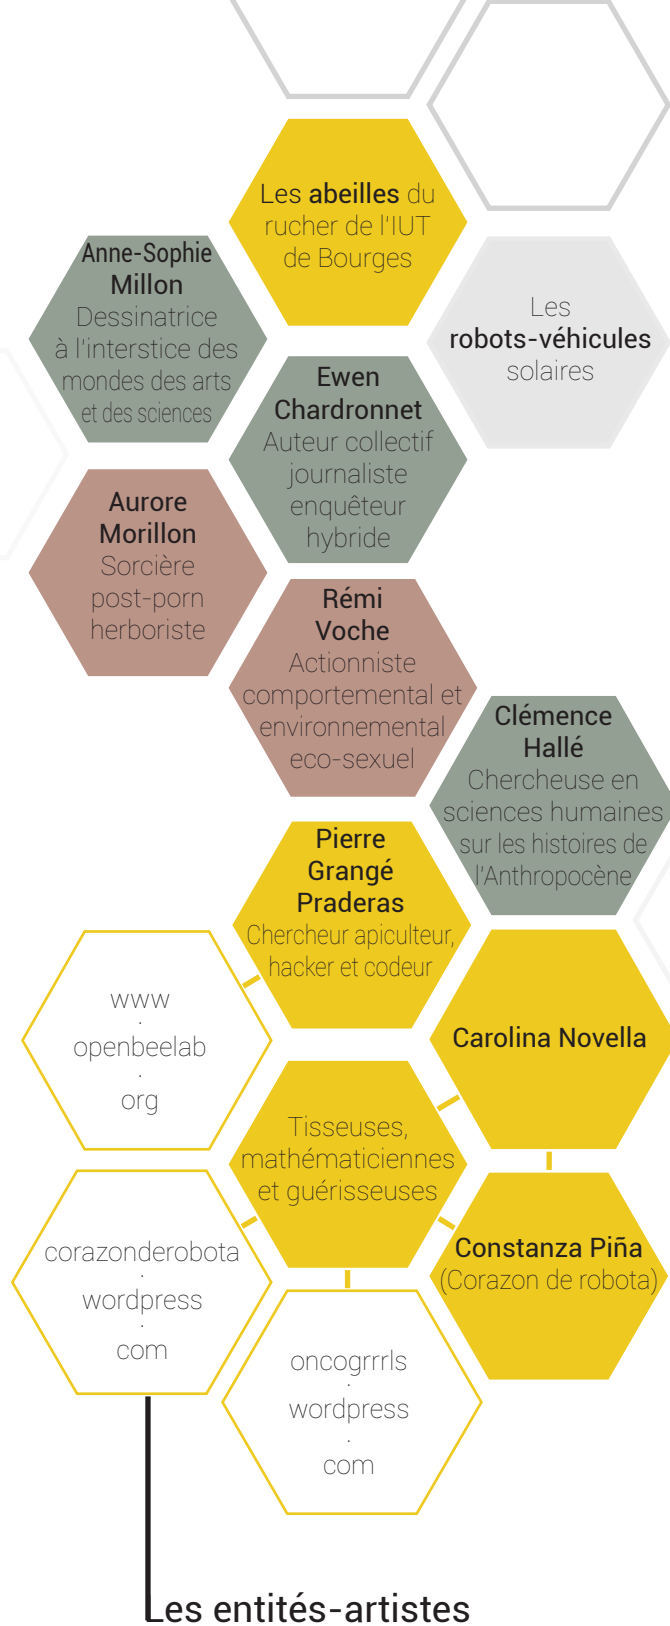 Les abeilles du
rucher de l'IUT
de Bourges
Anne-Sophie
Millon
Dessinatrice
à l'interstice des
mondes des arts
et des sciences
Les
robots-véhicules
solaires
Ewen
Chardronnet
Auteur collectif
journaliste
enquêteur
hybride
Aurore
Morillon
Sorcière
post-porn
herboriste
Rémi
Voche
Actionniste
comportemental et
environnemental
eco-sexuel
Clémence
Hallé
Chercheuse en
sciences humaines
sur les histoires de
l'Anthropocène
Pierre
Grangé
Praderas
Chercheur apiculteur,
hacker et codeur
www
.
openbeelab
.
org
Carolina Novella
Tisseuses,
mathématiciennes
et guérisseuses
Constanza Piña
(Corazon de robota)
corazonderobota
.
wordpress
.
com
oncogrrrls
.
wordpress
.
com
Les entités-artistes